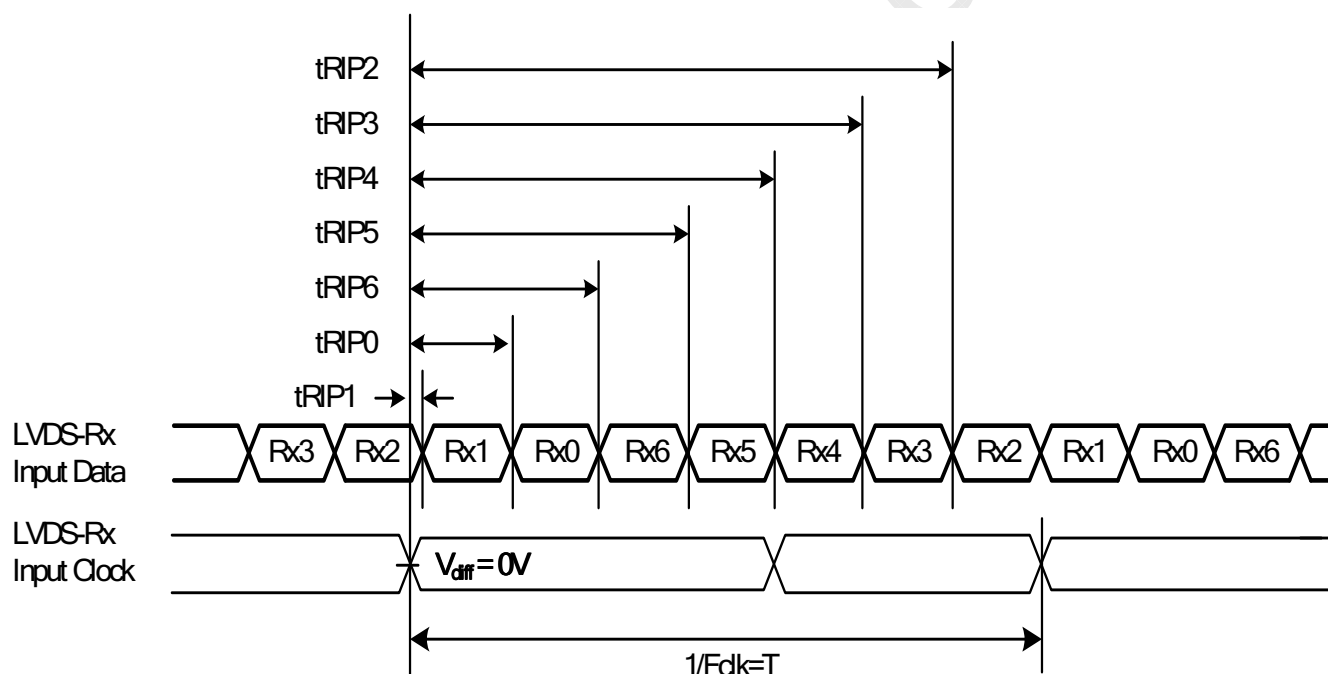 tRIP2
tRIP3
tRIP4
tRIP5
tRIP6
tRIP0
tRIP1
LVDS-Rx
Input Data
Rx3 Rx2 Rx1 Rx0 Rx6 Rx5 Rx4 Rx3 Rx2 Rx1 Rx0 Rx6
LVDS-Rx
Input Clock
Vdiff = 0V
1/Fclk=T